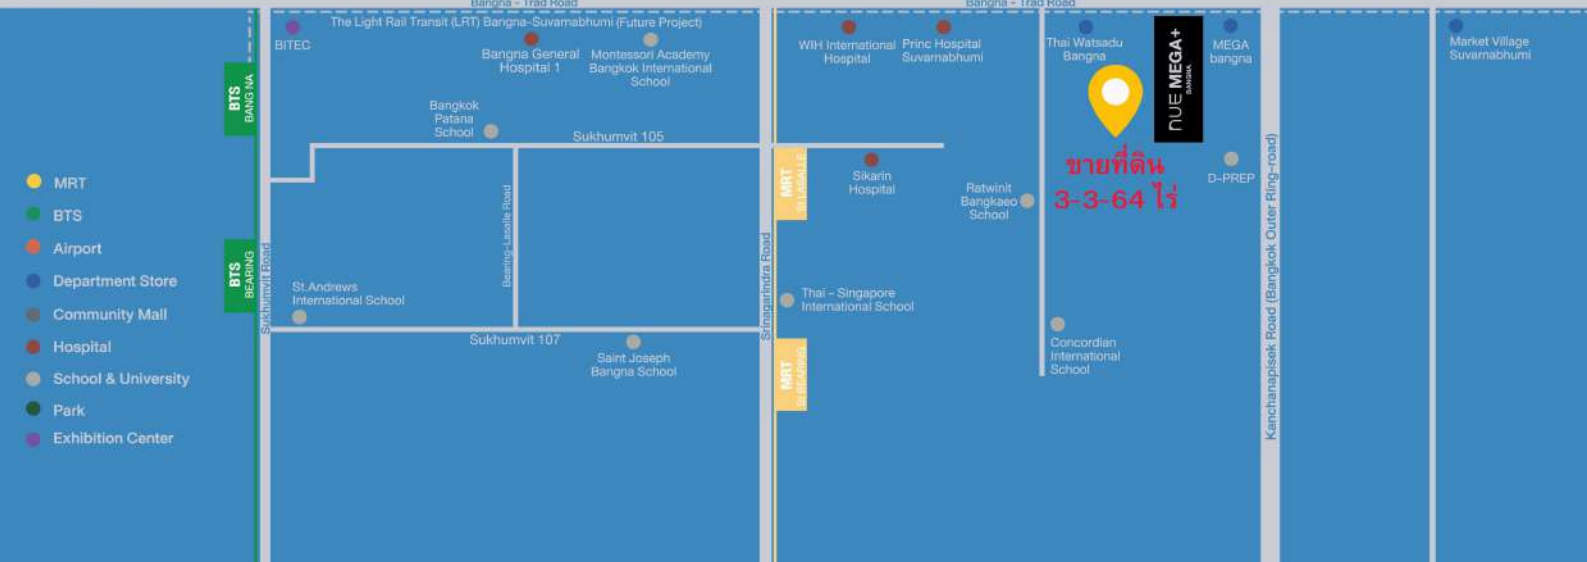 Bangna - Trad Road
Bangna - Trad Road
The Light Rail Transit (LRT) Bangna-Suvarnabhumi (Future Project)
BITEC
Bangna General
Hospital 1
Montessori Academy
Bangkok International
School
WIH International
Hospital
Princ Hospital
Suvarnabhumi
Thai Watsadu
Bangna
NUE MEGA+
BANGNA
MEGA
bangna
Market Village
Suvarnabhumi
BTS
BANG NA
Bangkok
Patana
School
Sukhumvit 105
MRT
SI LASALLE
Sikarin
Hospital
Ratwinit
Bangkaeo
School
ขายที่ดิน
3-3-64 ไร่
D-PREP
MRT
BTS
Airport
Department Store
Community Mall
Hospital
School & University
Park
Exhibition Center
BTS
BEARING
Sukhumvit Road
St.Andrews
International School
Bearing-Lasalle Road
Sukhumvit 107
Saint Joseph
Bangna School
Srinagarindra Road
Thai – Singapore
International School
MRT
SI BEARING
Concordian
International
School
Kanchanapisek Road (Bangkok Outer Ring-road)